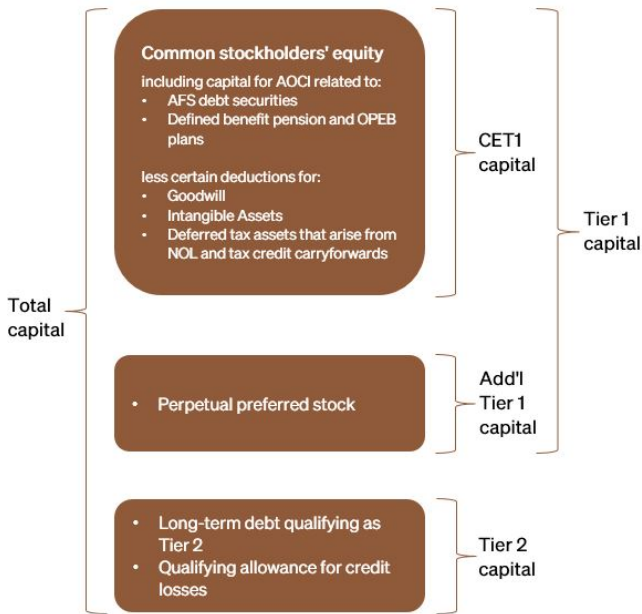 Common stockholders' equity
including capital for AOCI related to:
• AFS debt securities
• Defined benefit pension and OPEB
plans
less certain deductions for:
• Goodwill
• Intangible Assets
• Deferred tax assets that arise from
NOL and tax credit carryforwards
CET1
capital
Tier 1
capital
Total
capital
• Perpetual preferred stock
Add'l
Tier 1
capital
• Long-term debt qualifying as
Tier 2
• Qualifying allowance for credit
losses
Tier 2
capital